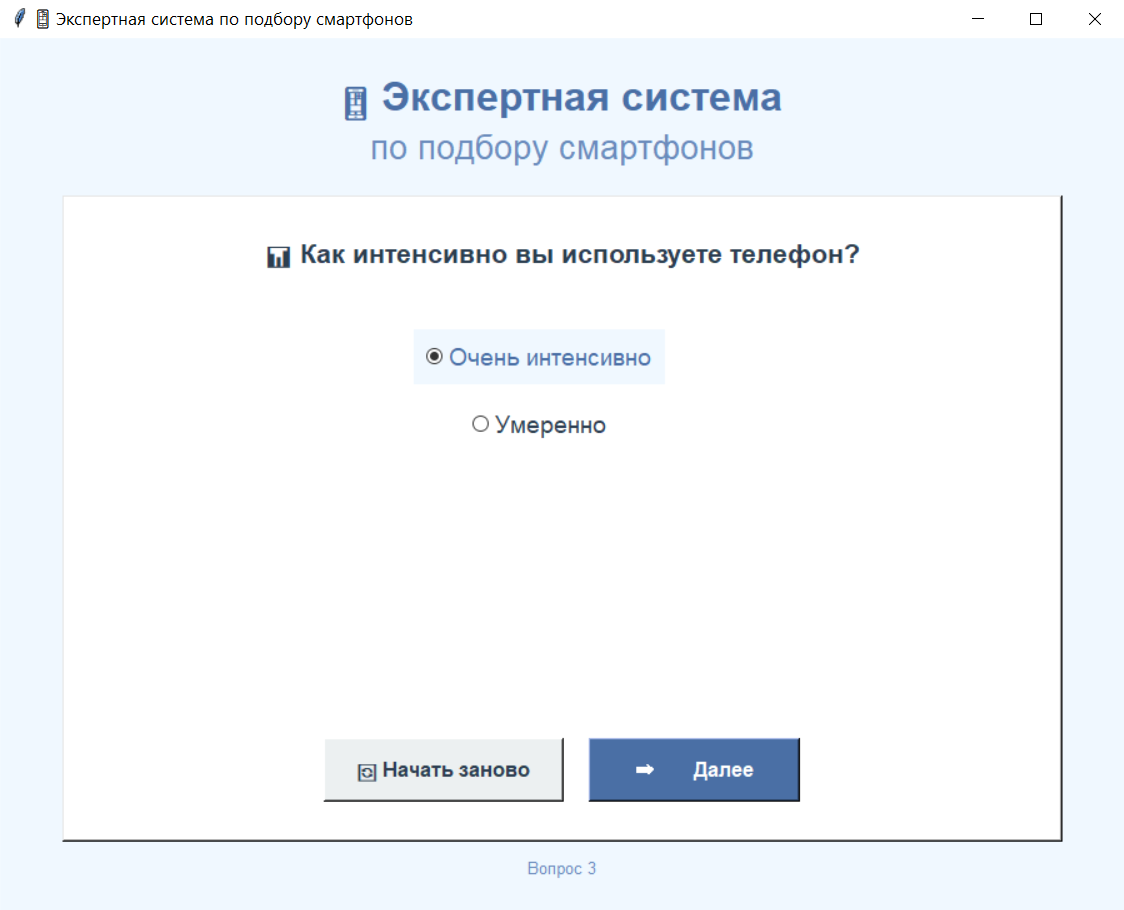 Экспертная система по подбору смартфонов
Экспертная система
по подбору смартфонов
Как интенсивно вы используете телефон?
Очень интенсивно
Умеренно
Начать заново
➡ Далее
Вопрос 3